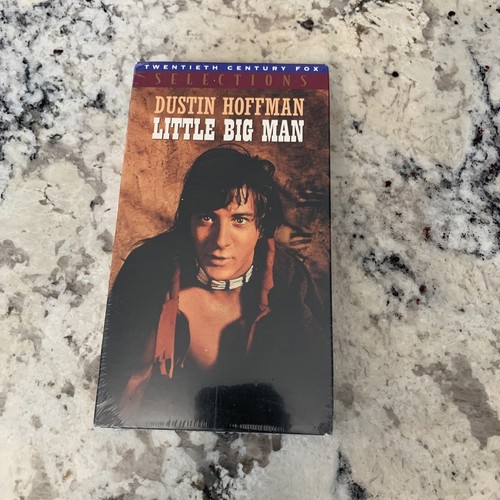 TWENTIETH CENTURY FOX
SELECTIONS
DUSTIN HOFFMAN
LITTLE BIG MAN